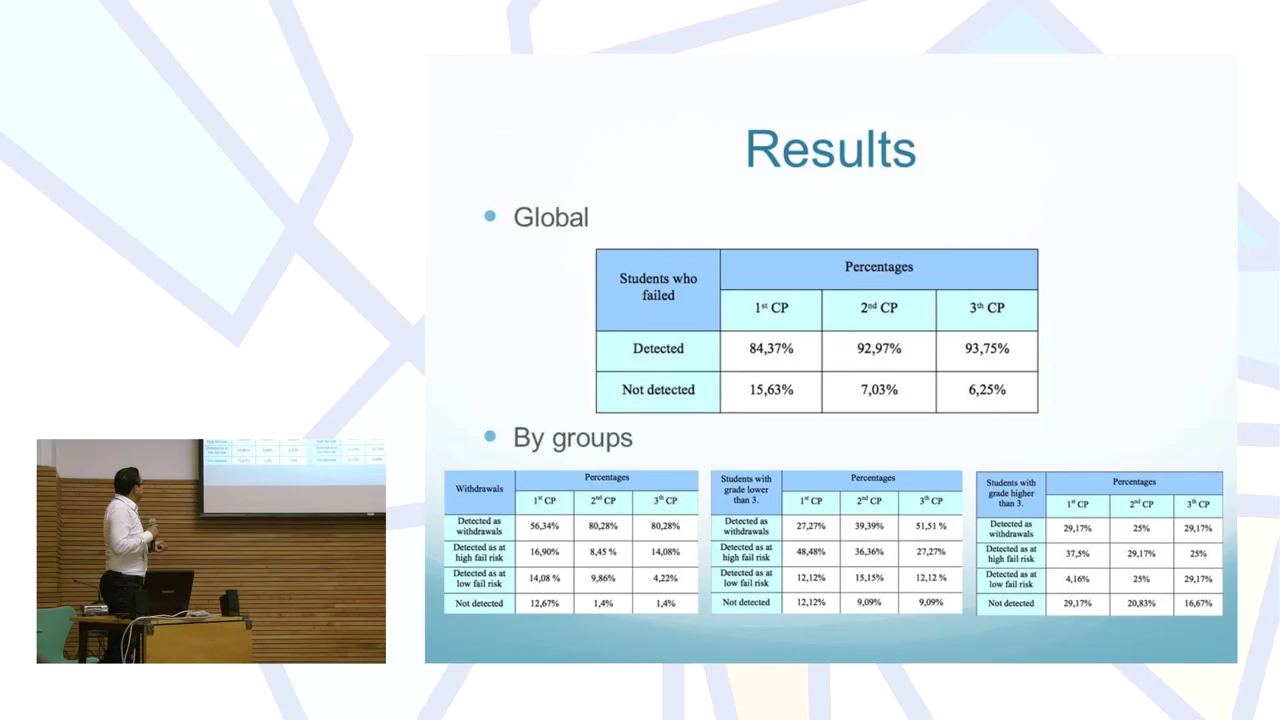 Results
Global
Students who failed Percentages
1st CP 2nd CP 3th CP
Detected 84,37% 92,97% 93,75%
Not detected 15,63% 7,03% 6,25%
By groups
Withdrawals Percentages
1st CP 2nd CP 3th CP
Detected as withdrawals 56,34% 80,28% 80,28%
Detected as at high fail risk 16,90% 8,45 % 14,08%
Detected as at low fail risk 14,08 % 9,86% 4,22%
Not detected 12,67% 1,4% 1,4%
Students with grade lower than 3. Percentages
1st CP 2nd CP 3th CP
Detected as withdrawals 27,27% 39,39% 51,51 %
Detected as at high fail risk 48,48% 36,36% 27,27%
Detected as at low fail risk 12,12% 15,15% 12,12 %
Not detected 12,12% 9,09% 9,09%
Students with grade higher than 3. Percentages
1st CP 2nd CP 3th CP
Detected as withdrawals 29,17% 25% 29,17%
Detected as at high fail risk 37,5% 29,17% 25%
Detected as at low fail risk 4,16% 25% 29,17%
Not detected 29,17% 20,83% 16,67%